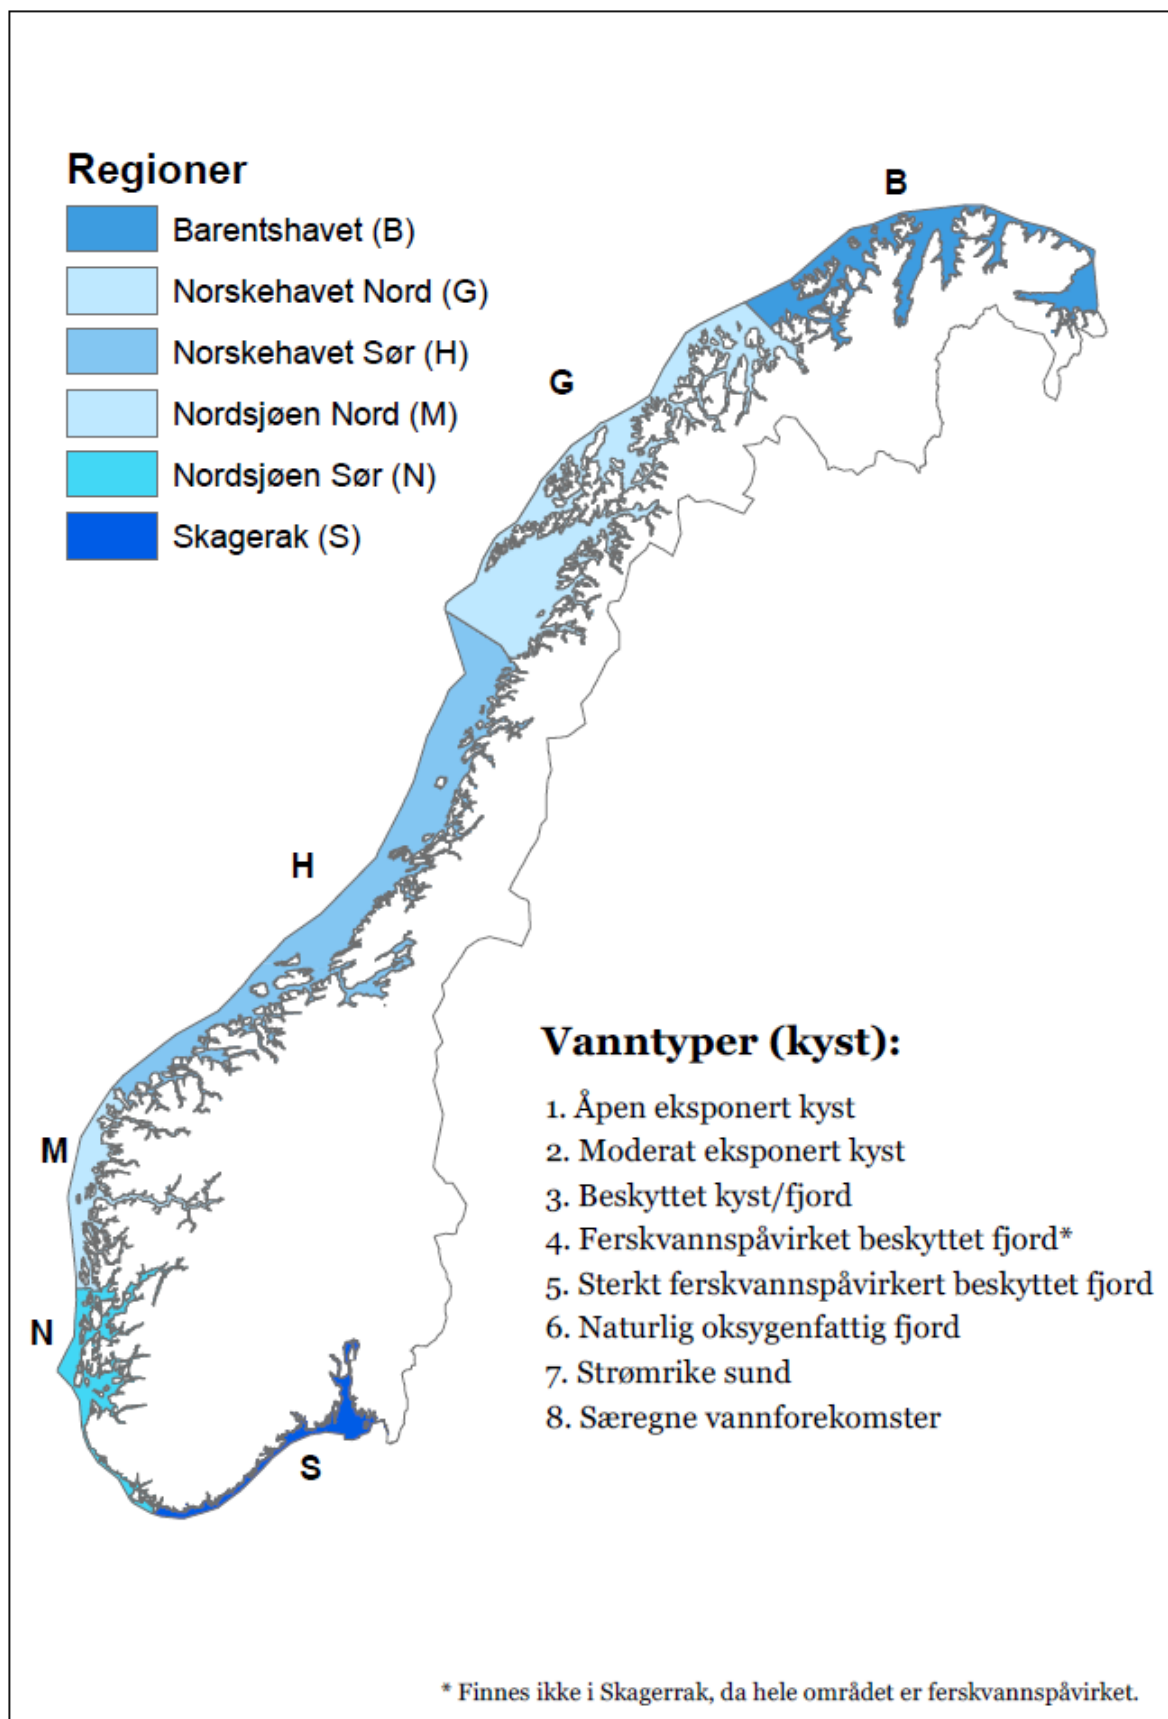 Regioner
Barentshavet (B)
Norskehavet Nord (G)
Norskehavet Sør (H)
Nordsjøen Nord (M)
Nordsjøen Sør (N)
Skagerak (S)
B
G
H
M
N
S
Vanntyper (kyst):
1. Åpen eksponert kyst
2. Moderat eksponert kyst
3. Beskyttet kyst/fjord
4. Ferskvannspåvirket beskyttet fjord*
5. Sterkt ferskvannspåvirkert beskyttet fjord
6. Naturlig oksygenfattig fjord
7. Strømrike sund
8. Særegne vannforekomster
* Finnes ikke i Skagerrak, da hele området er ferskvannspåvirket.